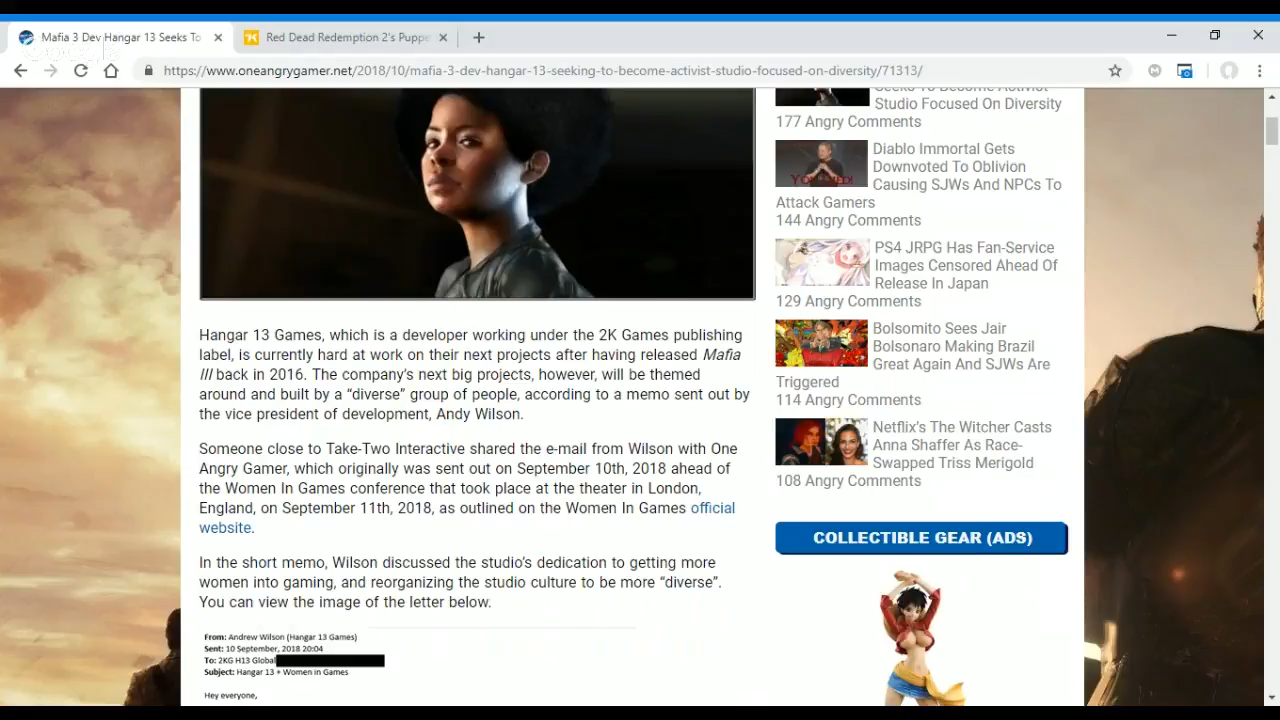 Mafia 3 Dev Hangar 13 Seeks To
Red Dead Redemption 2's Puppe
https://www.oneangrygamer.net/2018/10/mafia-3-dev-hangar-13-seeking-to-become-activist-studio-focused-on-diversity/71313/
Hangar 13 Games, which is a developer working under the 2K Games publishing
label, is currently hard at work on their next projects after having released Mafia
III back in 2016. The company's next big projects, however, will be themed
around and built by a “diverse” group of people, according to a memo sent out by
the vice president of development, Andy Wilson.
Someone close to Take-Two Interactive shared the e-mail from Wilson with One
Angry Gamer, which originally was sent out on September 10th, 2018 ahead of
the Women In Games conference that took place at the theater in London,
England, on September 11th, 2018, as outlined on the Women In Games official
website.
In the short memo, Wilson discussed the studio's dedication to getting more
women into gaming, and reorganizing the studio culture to be more “diverse”.
You can view the image of the letter below.
From: Andrew Wilson (Hangar 13 Games)
Sent: 10 September, 2018 20:04
To: 2KG H13 Global
Subject: Hangar 13 + Women in Games
Hey everyone,
Seeks To Become Activist
Studio Focused On Diversity
177 Angry Comments
Diablo Immortal Gets
Downvoted To Oblivion
Causing SJWs And NPCs To
Attack Gamers
144 Angry Comments
PS4 JRPG Has Fan-Service
Images Censored Ahead Of
Release In Japan
129 Angry Comments
Bolsomito Sees Jair
Bolsonaro Making Brazil
Great Again And SJWs Are
Triggered
114 Angry Comments
Netflix's The Witcher Casts
Anna Shaffer As Race-
Swapped Triss Merigold
108 Angry Comments
COLLECTIBLE GEAR (ADS)